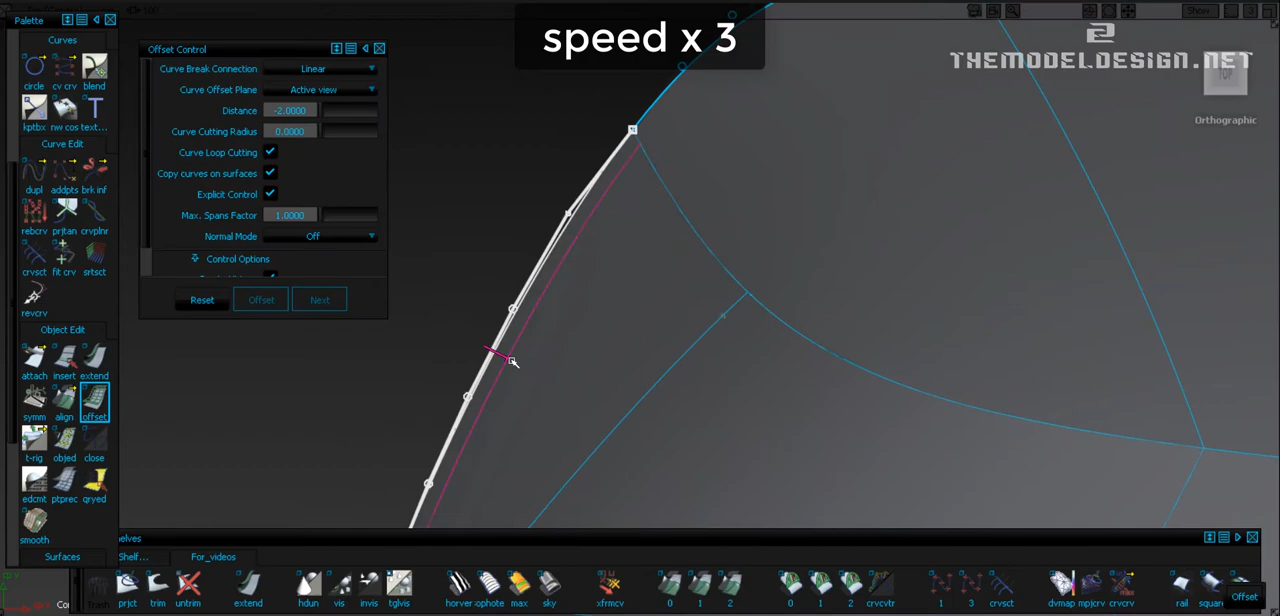 speed x 3
THEMODELDESIGN.NET
TOP
Orthographic
Show
Palette
Curves
circle cv crv blend
kptbx nw cos text...
Curve Edit
dupl addpts brk inf
rebcrv prjtan crvplnr
crvsct fit crv srtsct
revcrv
Object Edit
attach insert extend
symm align offset
t-rig objed close
edcmt ptprec qryed
smooth
Surfaces
Offset Control
Curve Break Connection Linear
Curve Offset Plane Active view
Distance -2.0000
Curve Cutting Radius 0.0000
Curve Loop Cutting
Copy curves on surfaces
Explicit Control
Max. Spans Factor 1.0000
Normal Mode Off
Control Options
Reset Offset Next
helves
Shelf... For_videos
Trash prjct trim untrim extend hdun vis invis tglvis horver ophote max sky xfrmcv 0 1 2 0 1 2 crvcvtr 1 3 crvsct dvmap mpjcrv crvcrv rail squar Offset